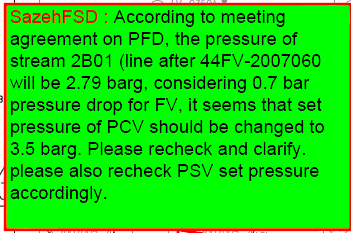 SazehFSD : According to meeting
agreement on PFD, the pressure of
stream 2B01 (line after 44FV-2007060
will be 2.79 barg, considering 0.7 bar
pressure drop for FV, it seems that set
pressure of PCV should be changed to
3.5 barg. Please recheck and clarify.
please also recheck PSV set pressure
accordingly.